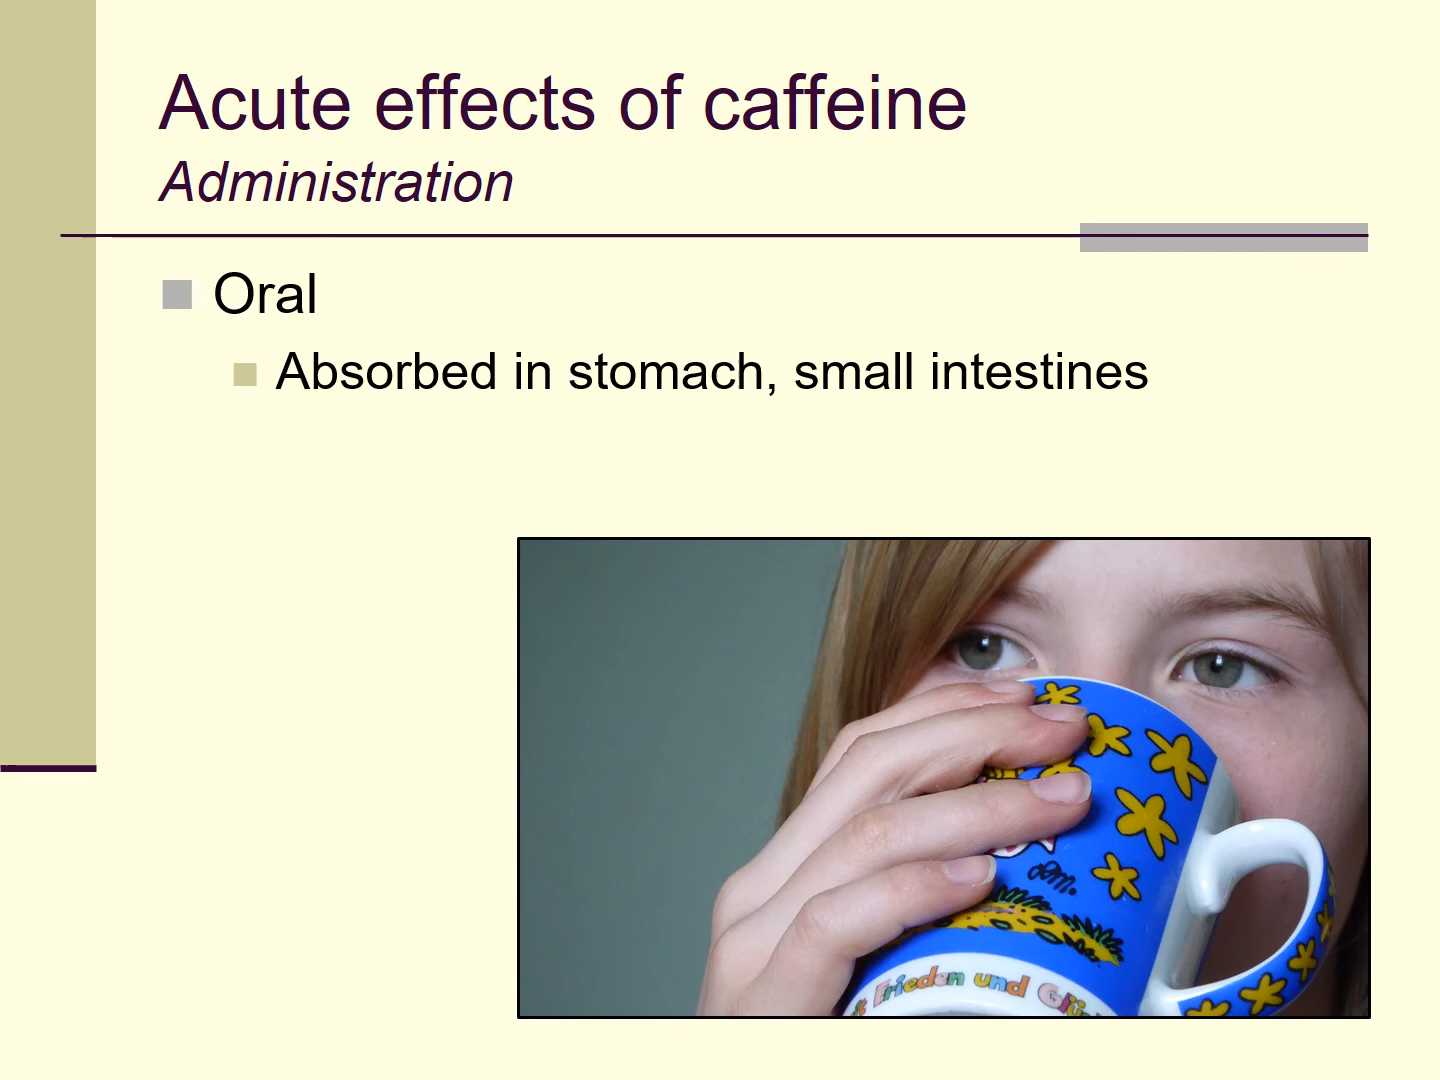 Acute effects of caffeine
Administration
Oral
Absorbed in stomach, small intestines
Frieden und